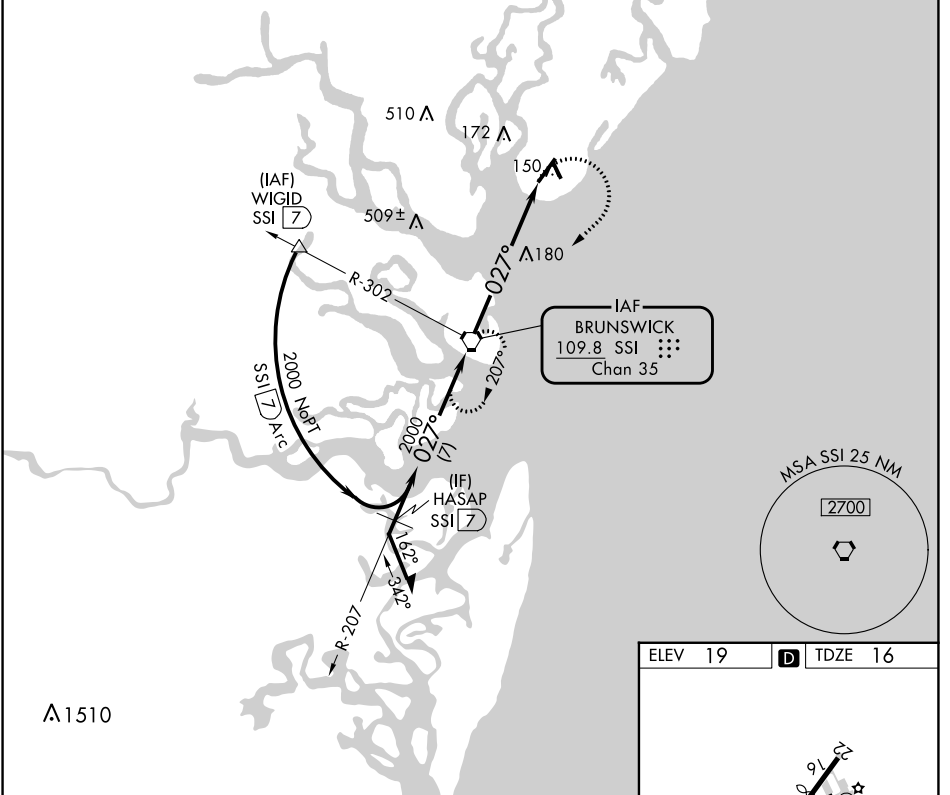 510
172
150
(IAF)
WIGID
SSI 7
509±
180
027°
R-302
IAF
BRUNSWICK
109.8 SSI
Chan 35
207°
2000 NoPT
SSI 7 Arc
2000
027°
(7)
(IF)
HASAP
SSI 7
MSA SSI 25 NM
2700
162°
342°
R-207
ELEV 19 D TDZE 16
1510
22
16